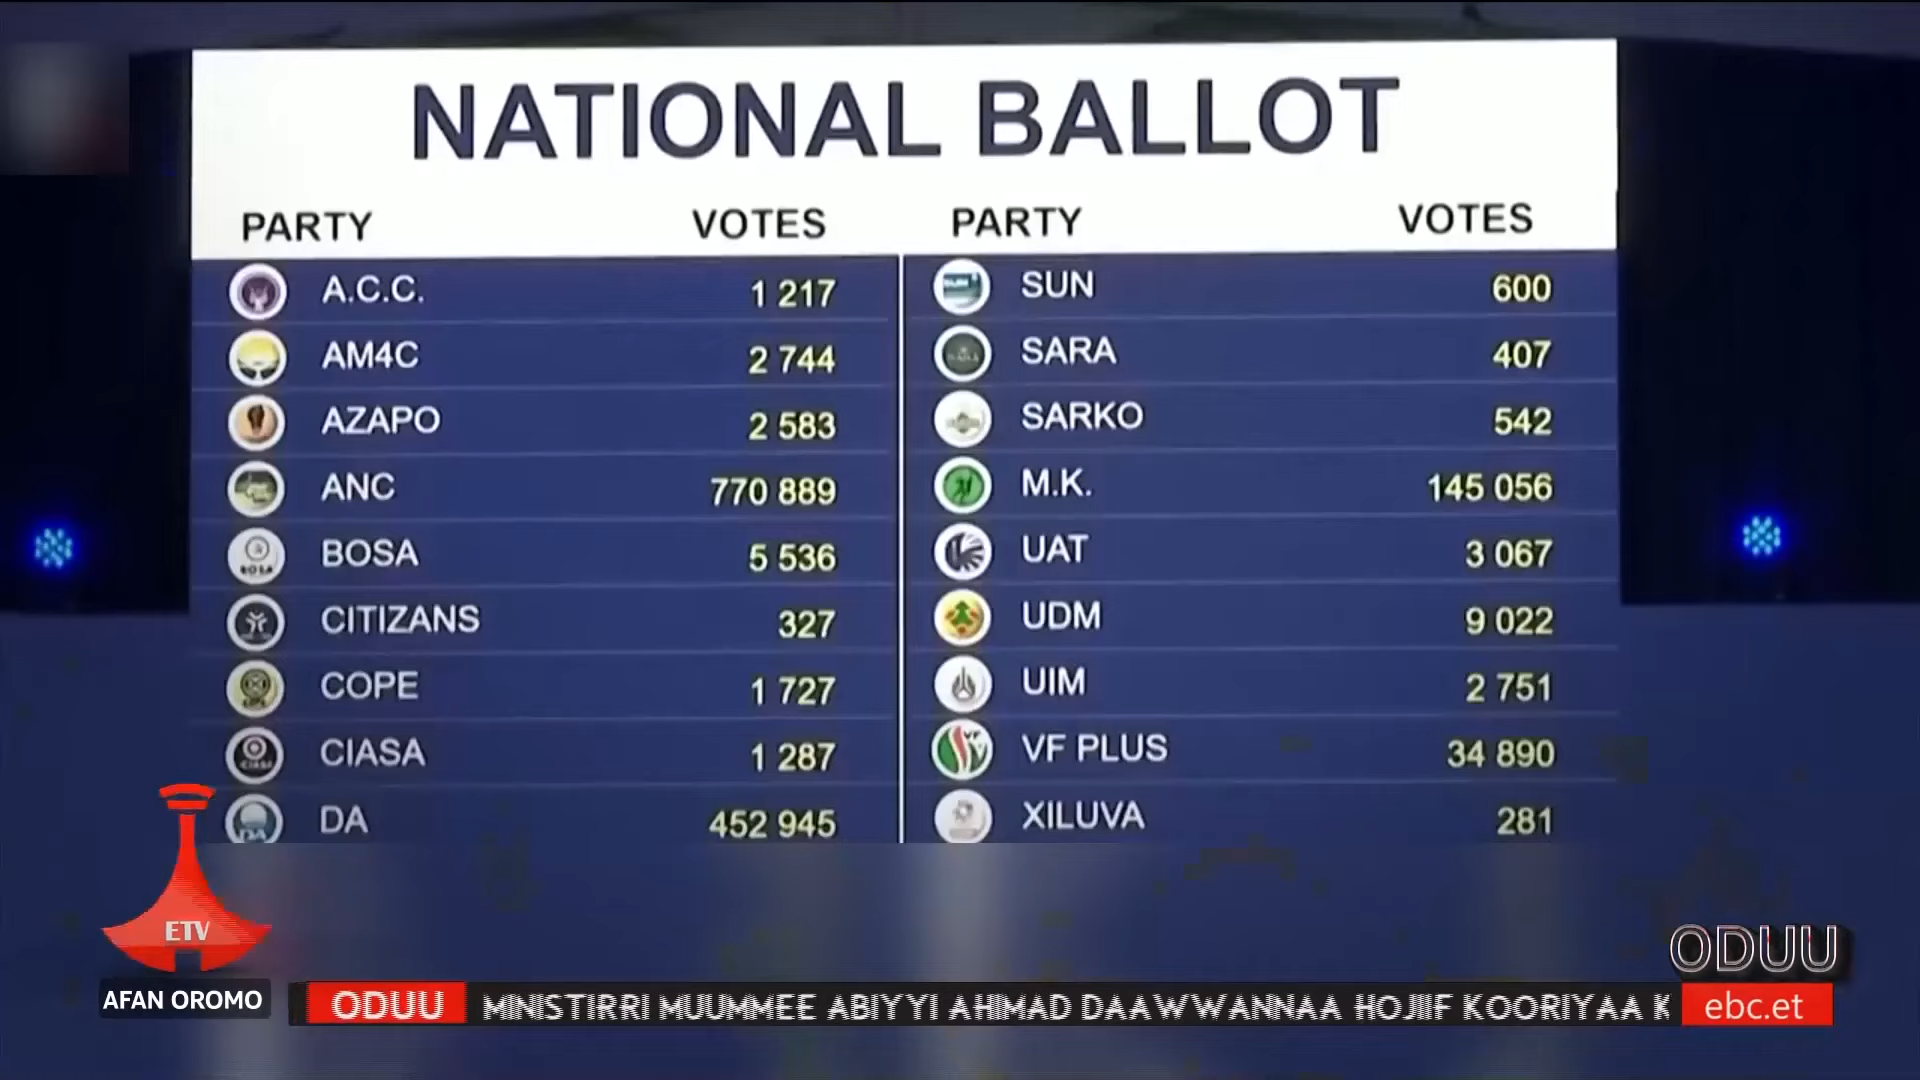 NATIONAL BALLOT
PARTY VOTES PARTY VOTES
A.C.C. 1 217 SUN 600
AM4C 2 744 SARA 407
AZAPO 2 583 SARKO 542
ANC 770 889 M.K. 145 056
BOSA 5 536 UAT 3 067
CITIZANS 327 UDM 9 022
COPE 1 727 UIM 2 751
CIASA 1 287 VF PLUS 34 890
DA 452 945 XILUVA 281
ETV
AFAN OROMO
ODUU
ODUU MINISTIRRI MUUMMEE ABIYYI AHIMAD DAAWWANNAA HOJIIF KOORIYAA K
ebc.et